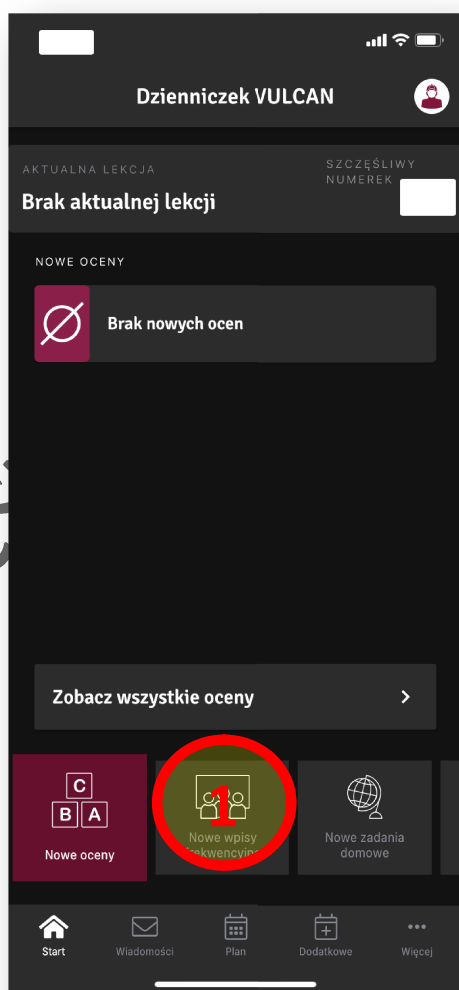 Dzienniczek VULCAN
AKTUALNA LEKCJA
Brak aktualnej lekcji
SZCZĘŚLIWY
NUMEREK
NOWE OCENY
Brak nowych ocen
Zobacz wszystkie oceny
C
B A
Nowe oceny
1
Nowe wpisy
frekwencyjne
Nowe zadania
domowe
Start
Wiadomości
Plan
Dodatkowe
Więcej